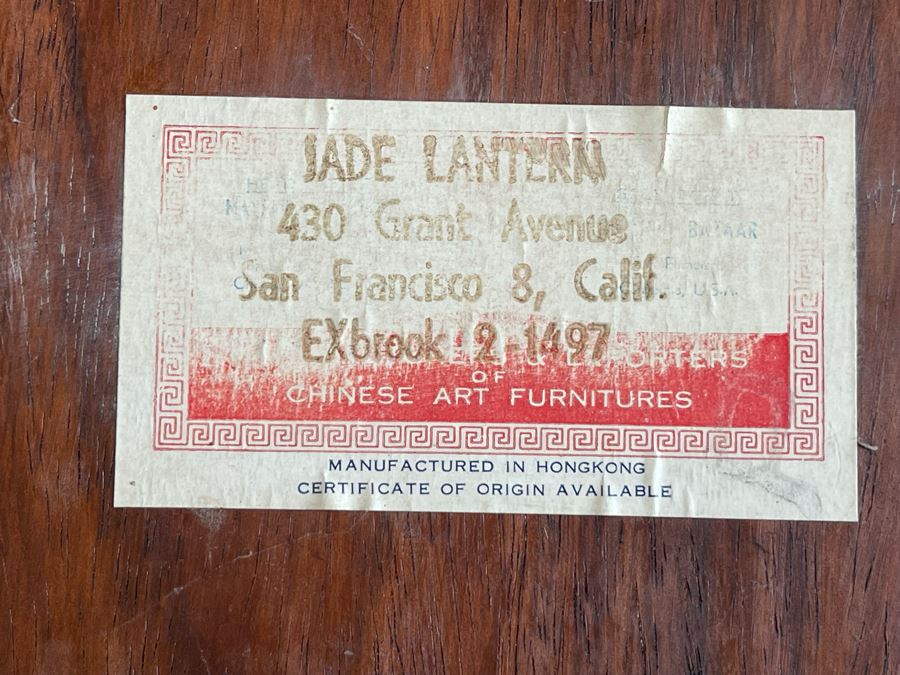 JADE LANTERN
430 Grant Avenue
BAZAAR
San Francisco 8, Calif.
U.S.A.
EXbrook 2-1497
& EXPORTERS
OF
CHINESE ART FURNITURES
MANUFACTURED IN HONGKONG
CERTIFICATE OF ORIGIN AVAILABLE